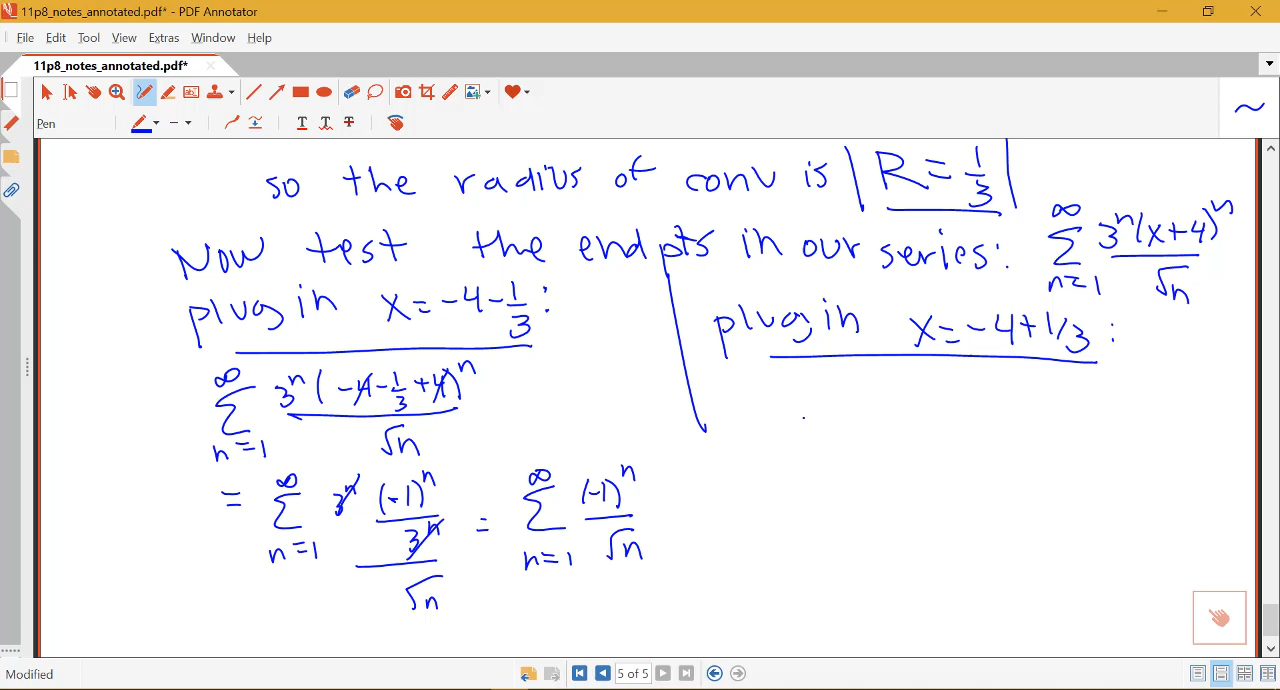 11p8_notes_annotated.pdf* - PDF Annotator
File Edit Tool View Extras Window Help
11p8_notes_annotated.pdf*
Pen
so the radius of conv is | R = 1/3 |
Now test the endpts in our series: ∑_{n=1}^{∞} 3^n (x+4)^n / √n
plug in x = -4 - 1/3 :
∑_{n=1}^{∞} 3^n (-4 - 1/3 + 4)^n / √n
= ∑_{n=1}^{∞} 3^n ((-1)^n / 3^n) / √n = ∑_{n=1}^{∞} (-1)^n / √n
plug in x = -4 + 1/3 :
Modified
5 of 5